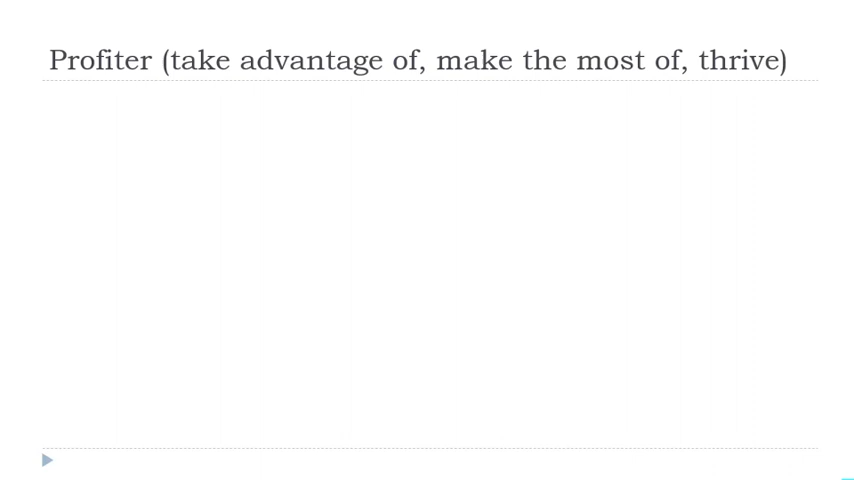 Profiter (take advantage of, make the most of, thrive)